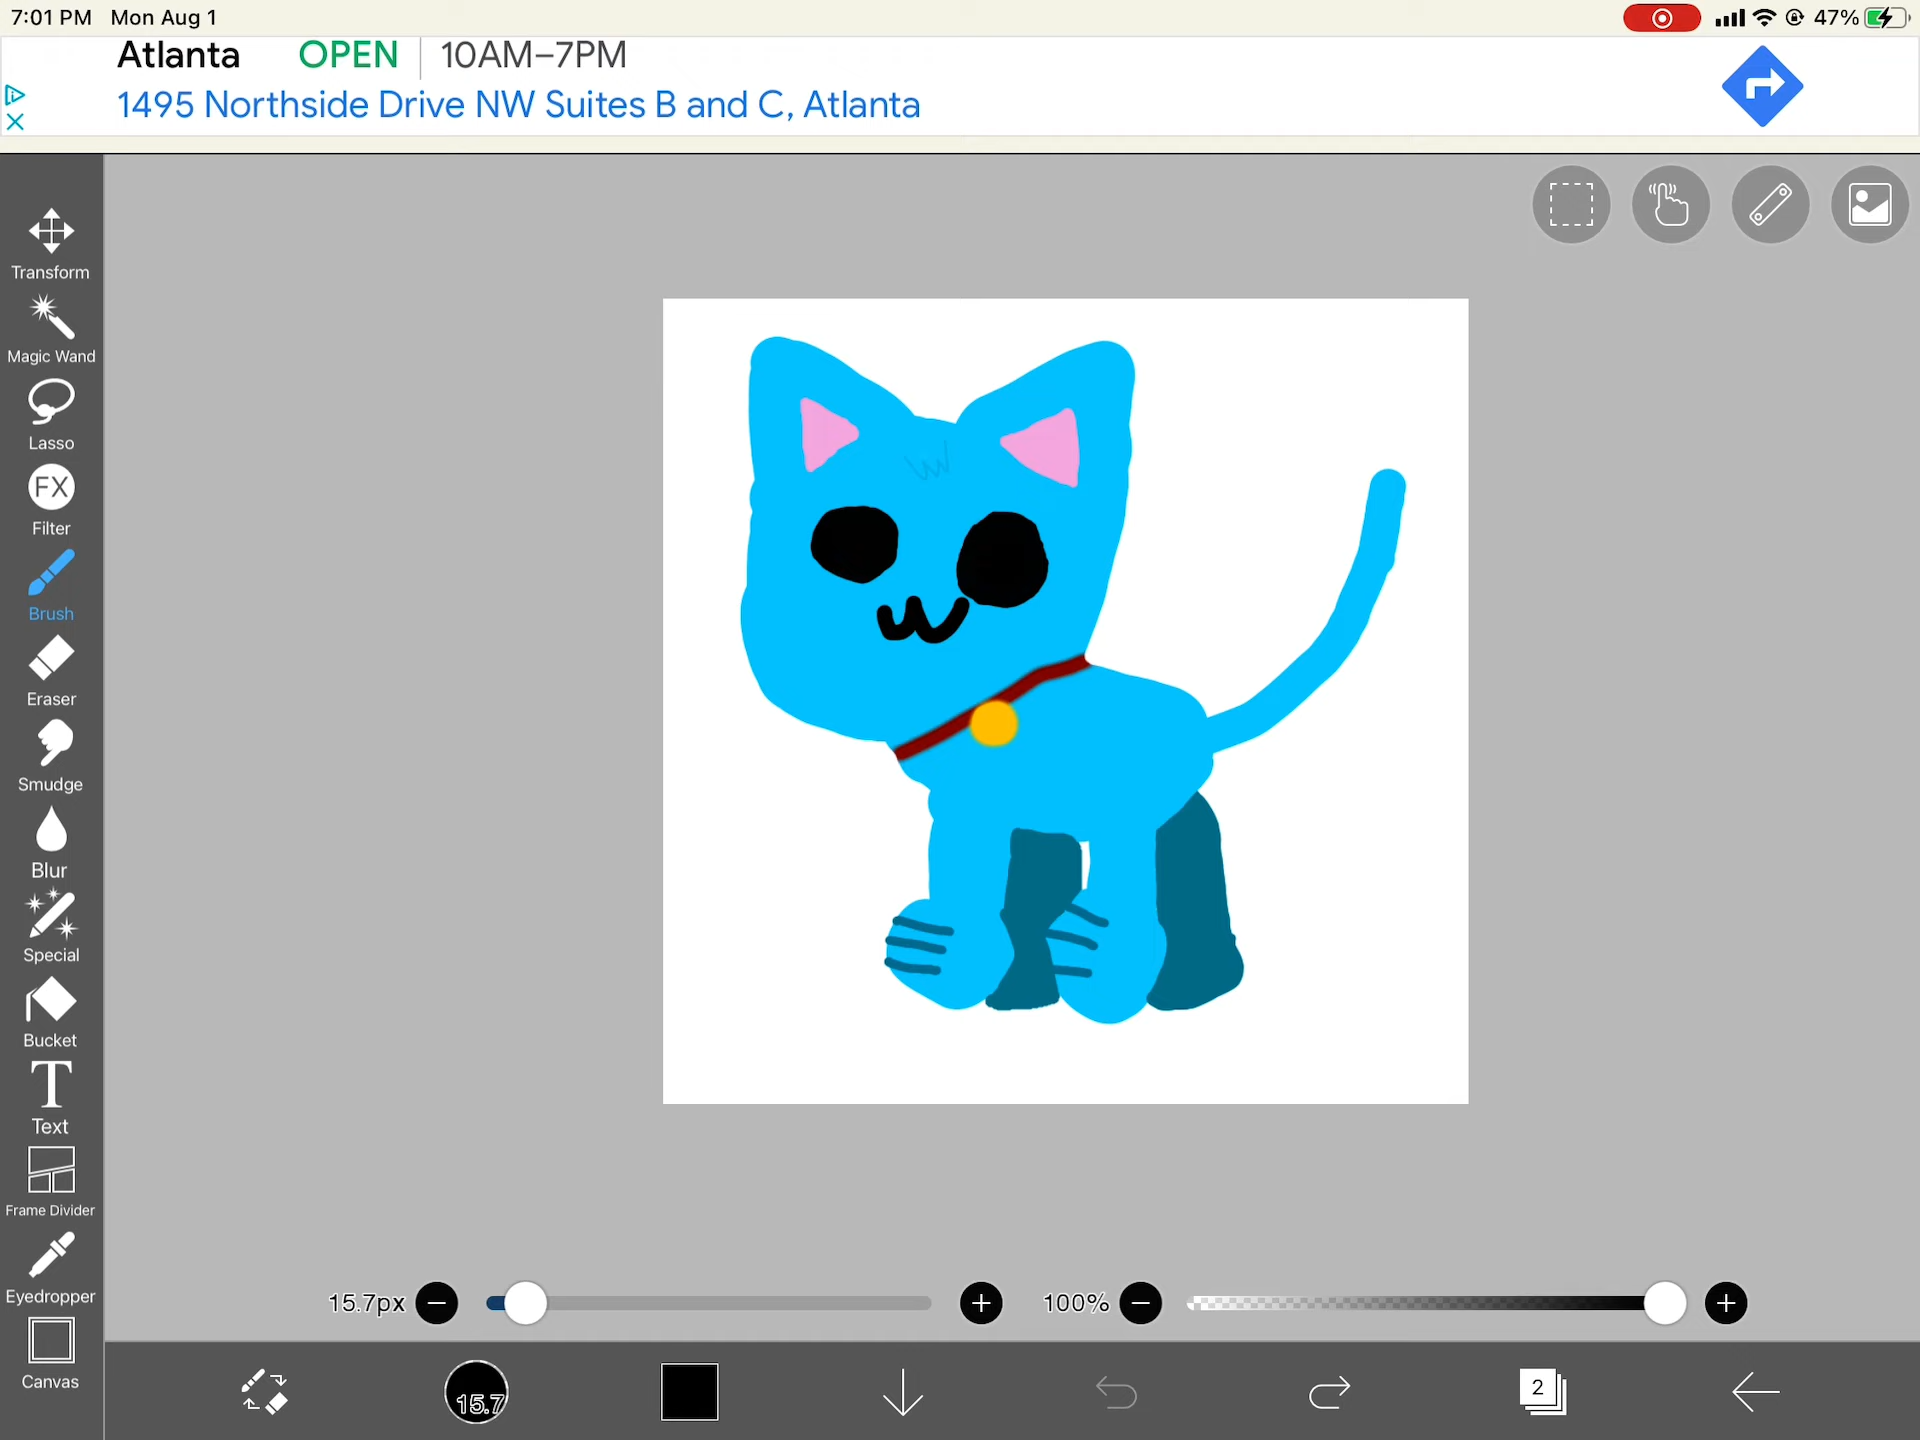 7:01 PM Mon Aug 1 47%
Atlanta OPEN 10AM–7PM
1495 Northside Drive NW Suites B and C, Atlanta
Transform
Magic Wand
Lasso
FX
Filter
Brush
Eraser
Smudge
Blur
Special
Bucket
T
Text
Frame Divider
Eyedropper
Canvas
15.7px 100%
15.7 2